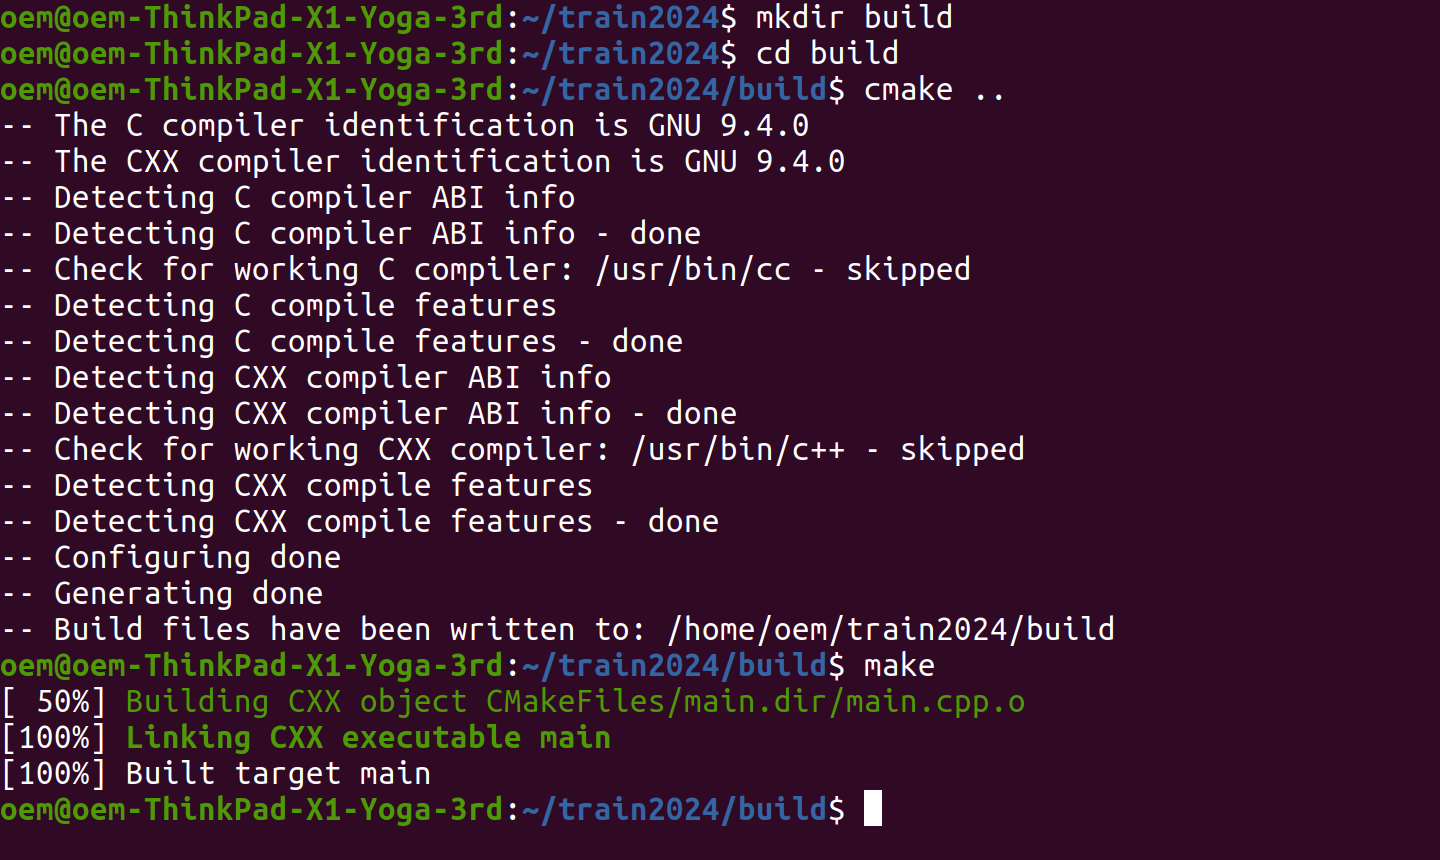 oem@oem-ThinkPad-X1-Yoga-3rd:~/train2024$ mkdir build
oem@oem-ThinkPad-X1-Yoga-3rd:~/train2024$ cd build
oem@oem-ThinkPad-X1-Yoga-3rd:~/train2024/build$ cmake ..
-- The C compiler identification is GNU 9.4.0
-- The CXX compiler identification is GNU 9.4.0
-- Detecting C compiler ABI info
-- Detecting C compiler ABI info - done
-- Check for working C compiler: /usr/bin/cc - skipped
-- Detecting C compile features
-- Detecting C compile features - done
-- Detecting CXX compiler ABI info
-- Detecting CXX compiler ABI info - done
-- Check for working CXX compiler: /usr/bin/c++ - skipped
-- Detecting CXX compile features
-- Detecting CXX compile features - done
-- Configuring done
-- Generating done
-- Build files have been written to: /home/oem/train2024/build
oem@oem-ThinkPad-X1-Yoga-3rd:~/train2024/build$ make
[ 50%] Building CXX object CMakeFiles/main.dir/main.cpp.o
[100%] Linking CXX executable main
[100%] Built target main
oem@oem-ThinkPad-X1-Yoga-3rd:~/train2024/build$